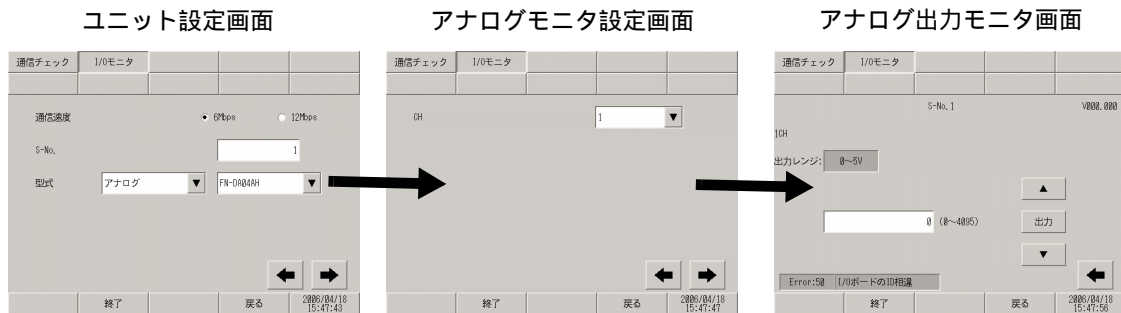 ユニット設定画面
通信チェック I/Oモニタ
通信速度 6Mbps 12Mbps
S-No. 1
型式 アナログ FN-DA04AH
終了 戻る 2006/04/18 15:47:43
アナログモニタ設定画面
通信チェック I/Oモニタ
CH 1
終了 戻る 2006/04/18 15:47:47
アナログ出力モニタ画面
通信チェック I/Oモニタ
S-No. 1 V000.000
1CH
出力レンジ: 0～5V
0 (0～4095) 出力
Error:50 I/OボードのID相違
終了 戻る 2006/04/18 15:47:56